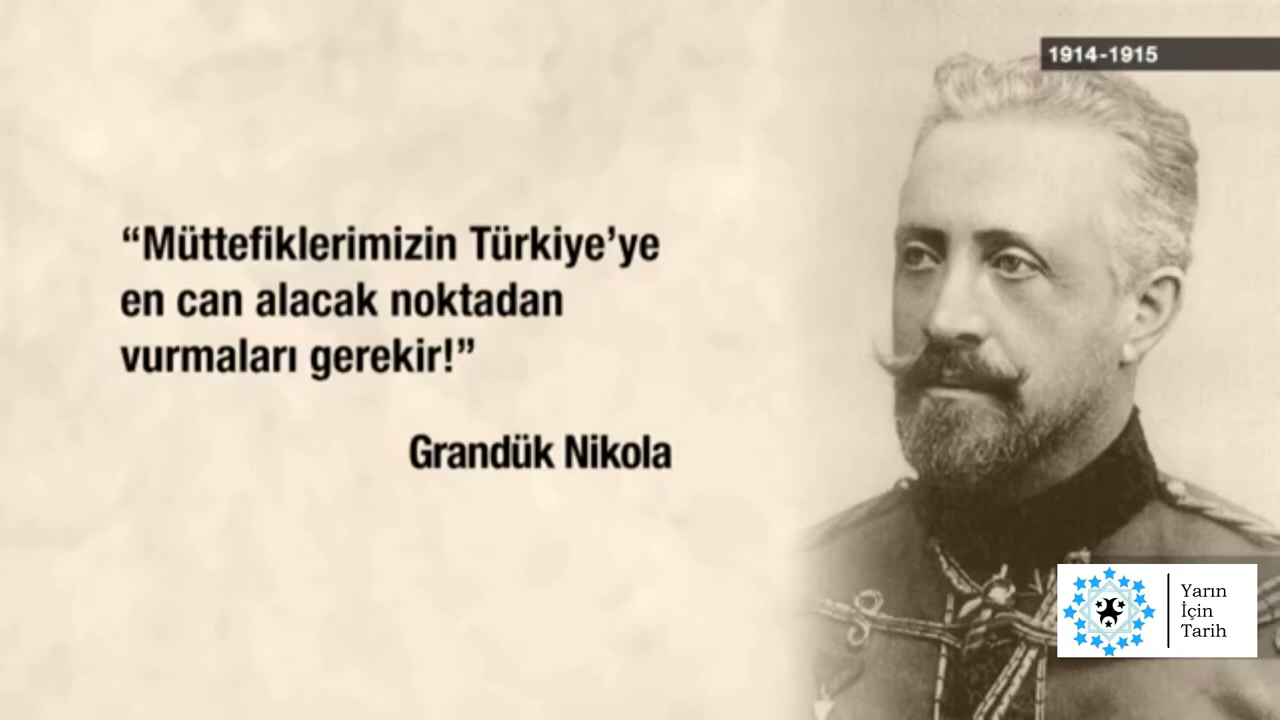 1914-1915
“Müttefiklerimizin Türkiye’ye
en can alacak noktadan
vurmaları gerekir!”
Grandük Nikola
Yarın
İçin
Tarih